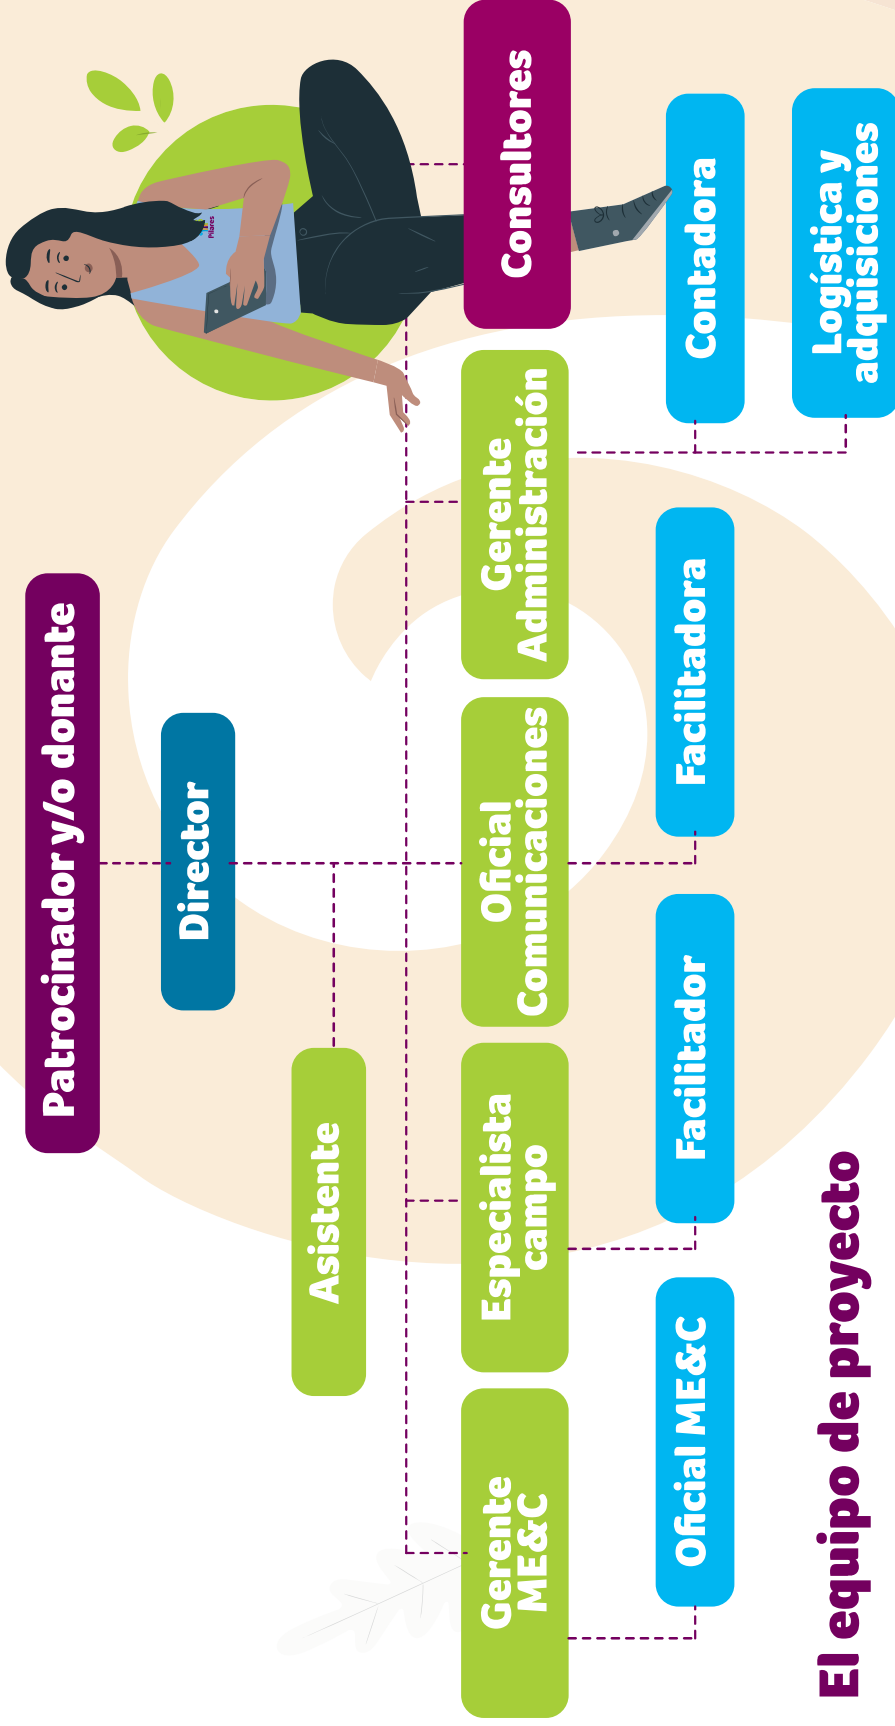 Patrocinador y/o donante
Director
Asistente
Gerente
ME&C
Especialista
campo
Oficial
Comunicaciones
Gerente
Administración
Consultores
Oficial ME&C
Facilitador
Facilitadora
Contadora
Logística y
adquisiciones
El equipo de proyecto
Pilares